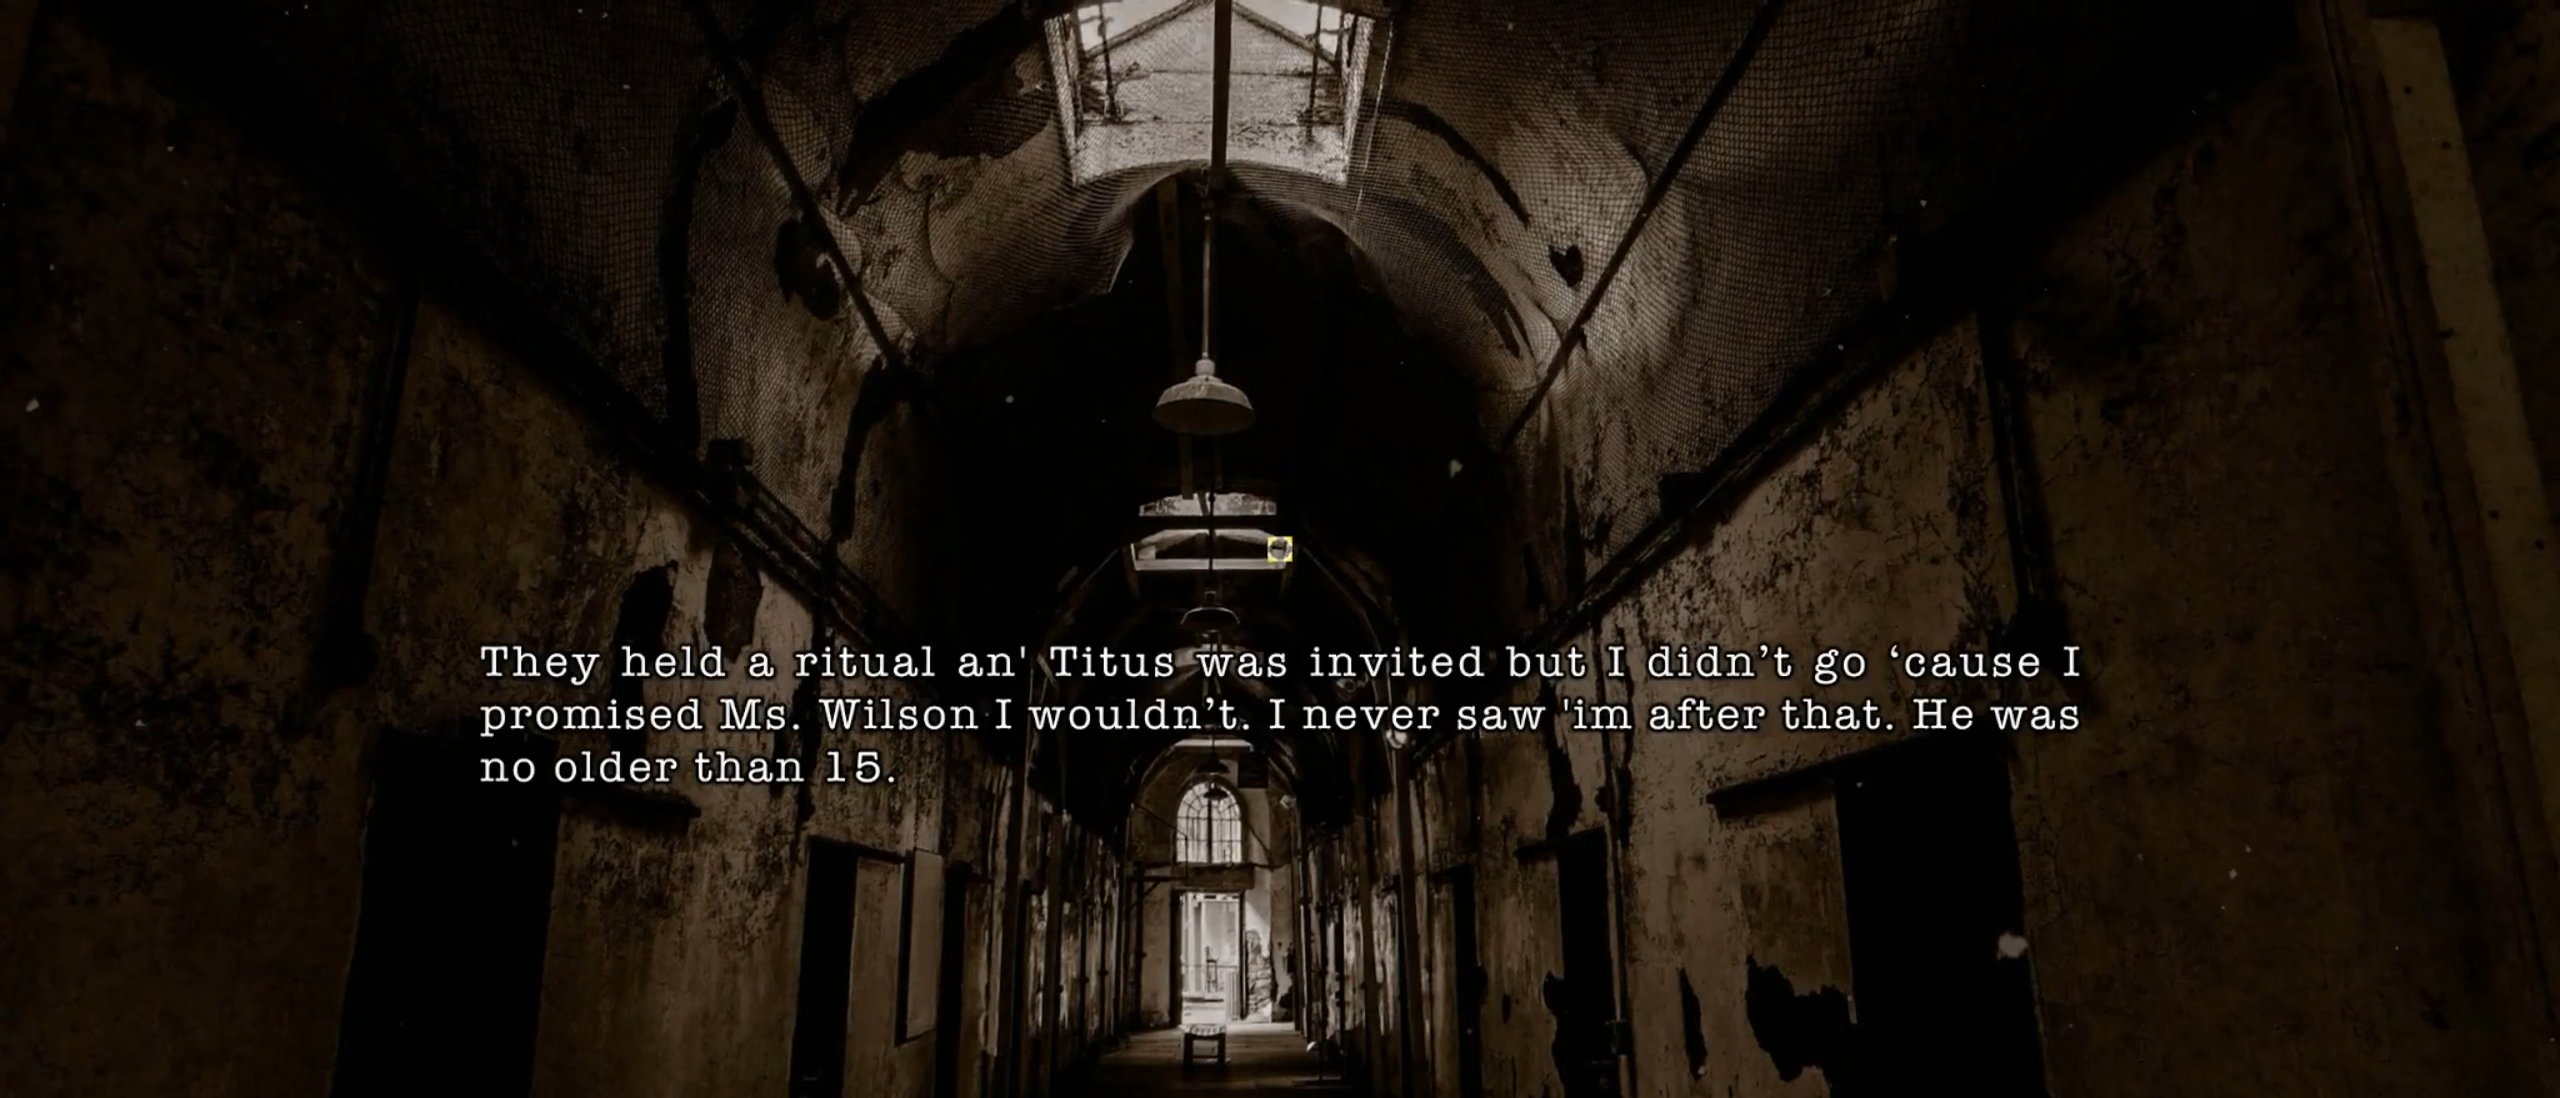 They held a ritual an' Titus was invited but I didn’t go ‘cause I
promised Ms. Wilson I wouldn’t. I never saw 'im after that. He was
no older than 15.